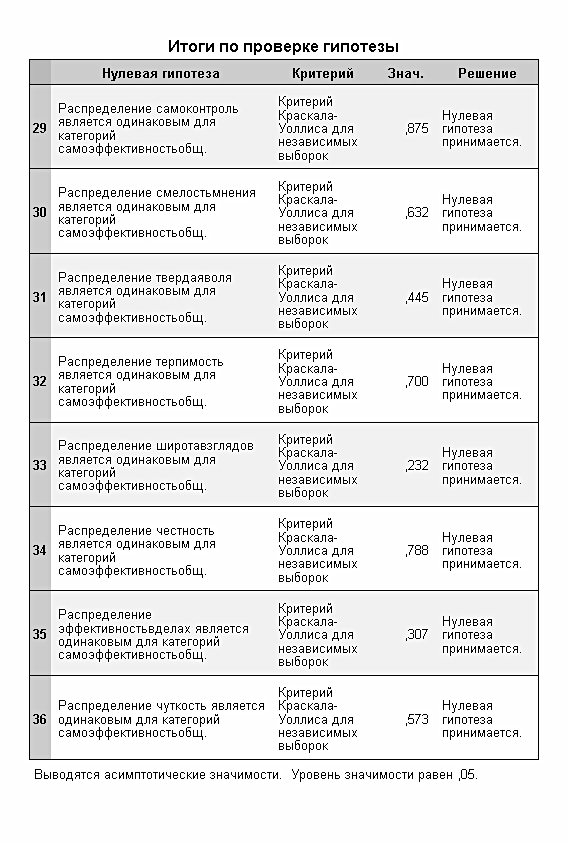 Итоги по проверке гипотезы
Нулевая гипотеза Критерий Знач. Решение
29 Распределение самоконтроль является одинаковым для категорий самоэффективностьобщ. Критерий Краскала-Уоллиса для независимых выборок ,875 Нулевая гипотеза принимается.
30 Распределение смелостьмнения является одинаковым для категорий самоэффективностьобщ. Критерий Краскала-Уоллиса для независимых выборок ,632 Нулевая гипотеза принимается.
31 Распределение твердаяволя является одинаковым для категорий самоэффективностьобщ. Критерий Краскала-Уоллиса для независимых выборок ,445 Нулевая гипотеза принимается.
32 Распределение терпимость является одинаковым для категорий самоэффективностьобщ. Критерий Краскала-Уоллиса для независимых выборок ,700 Нулевая гипотеза принимается.
33 Распределение широтавзглядов является одинаковым для категорий самоэффективностьобщ. Критерий Краскала-Уоллиса для независимых выборок ,232 Нулевая гипотеза принимается.
34 Распределение честность является одинаковым для категорий самоэффективностьобщ. Критерий Краскала-Уоллиса для независимых выборок ,788 Нулевая гипотеза принимается.
35 Распределение эффективностьвделах является одинаковым для категорий самоэффективностьобщ. Критерий Краскала-Уоллиса для независимых выборок ,307 Нулевая гипотеза принимается.
36 Распределение чуткость является одинаковым для категорий самоэффективностьобщ. Критерий Краскала-Уоллиса для независимых выборок ,573 Нулевая гипотеза принимается.
Выводятся асимптотические значимости. Уровень значимости равен ,05.